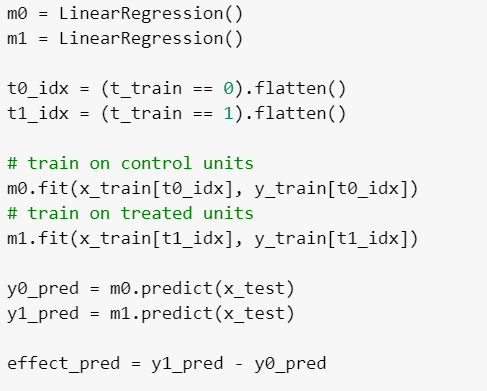 m0 = LinearRegression()
m1 = LinearRegression()
t0_idx = (t_train == 0).flatten()
t1_idx = (t_train == 1).flatten()
# train on control units
m0.fit(x_train[t0_idx], y_train[t0_idx])
# train on treated units
m1.fit(x_train[t1_idx], y_train[t1_idx])
y0_pred = m0.predict(x_test)
y1_pred = m1.predict(x_test)
effect_pred = y1_pred - y0_pred